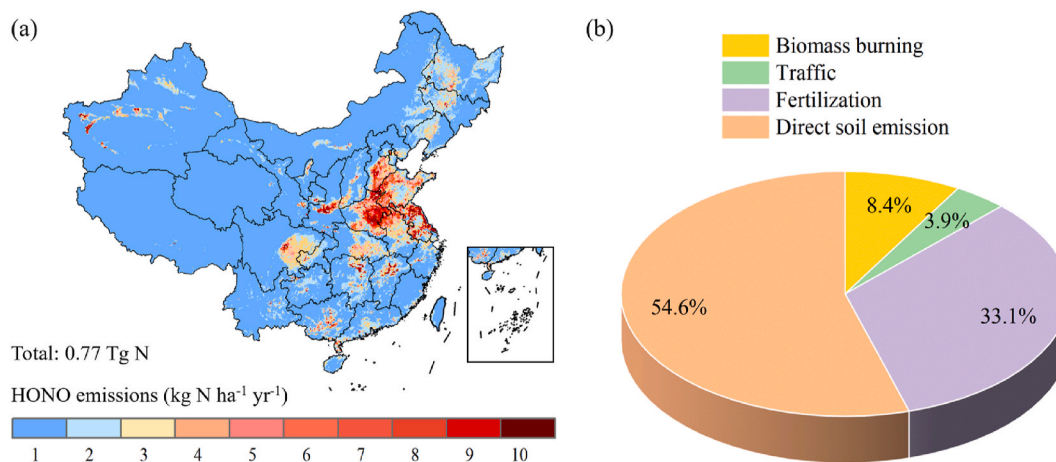 (a)
Total: 0.77 Tg N
HONO emissions (kg N ha⁻¹ yr⁻¹)
1 2 3 4 5 6 7 8 9 10
(b)
Biomass burning
Traffic
Fertilization
Direct soil emission
8.4%
3.9%
54.6%
33.1%